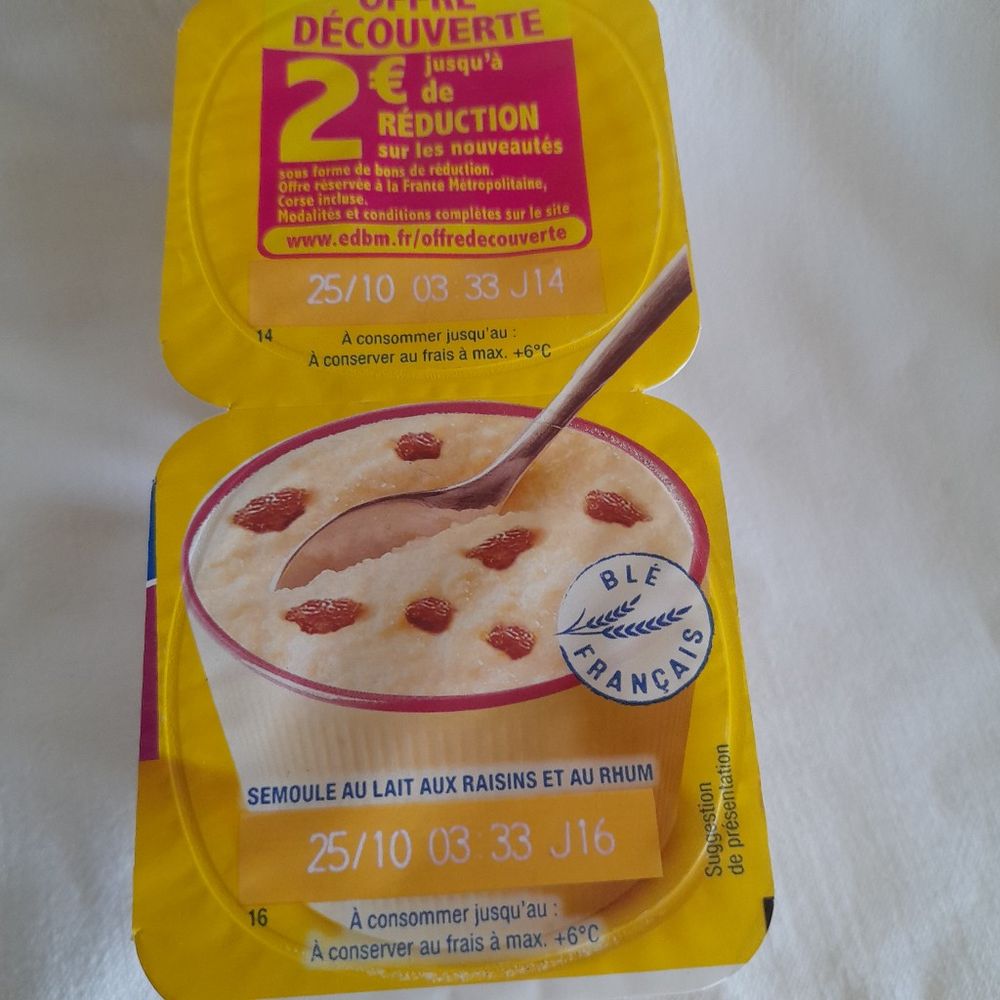 OFFRE
DÉCOUVERTE
2€ jusqu'à
de
RÉDUCTION
sur les nouveautés
sous forme de bons de réduction.
Offre réservée à la France Métropolitaine,
Corse incluse.
Modalités et conditions complètes sur le site
www.edbm.fr/offredecouverte
25/10 03:33 J14
14
À consommer jusqu'au :
À conserver au frais à max. +6°C
BLÉ
FRANÇAIS
SEMOULE AU LAIT AUX RAISINS ET AU RHUM
25/10 03:33 J16
Suggestion
de présentation
16
À consommer jusqu'au :
À conserver au frais à max. +6°C